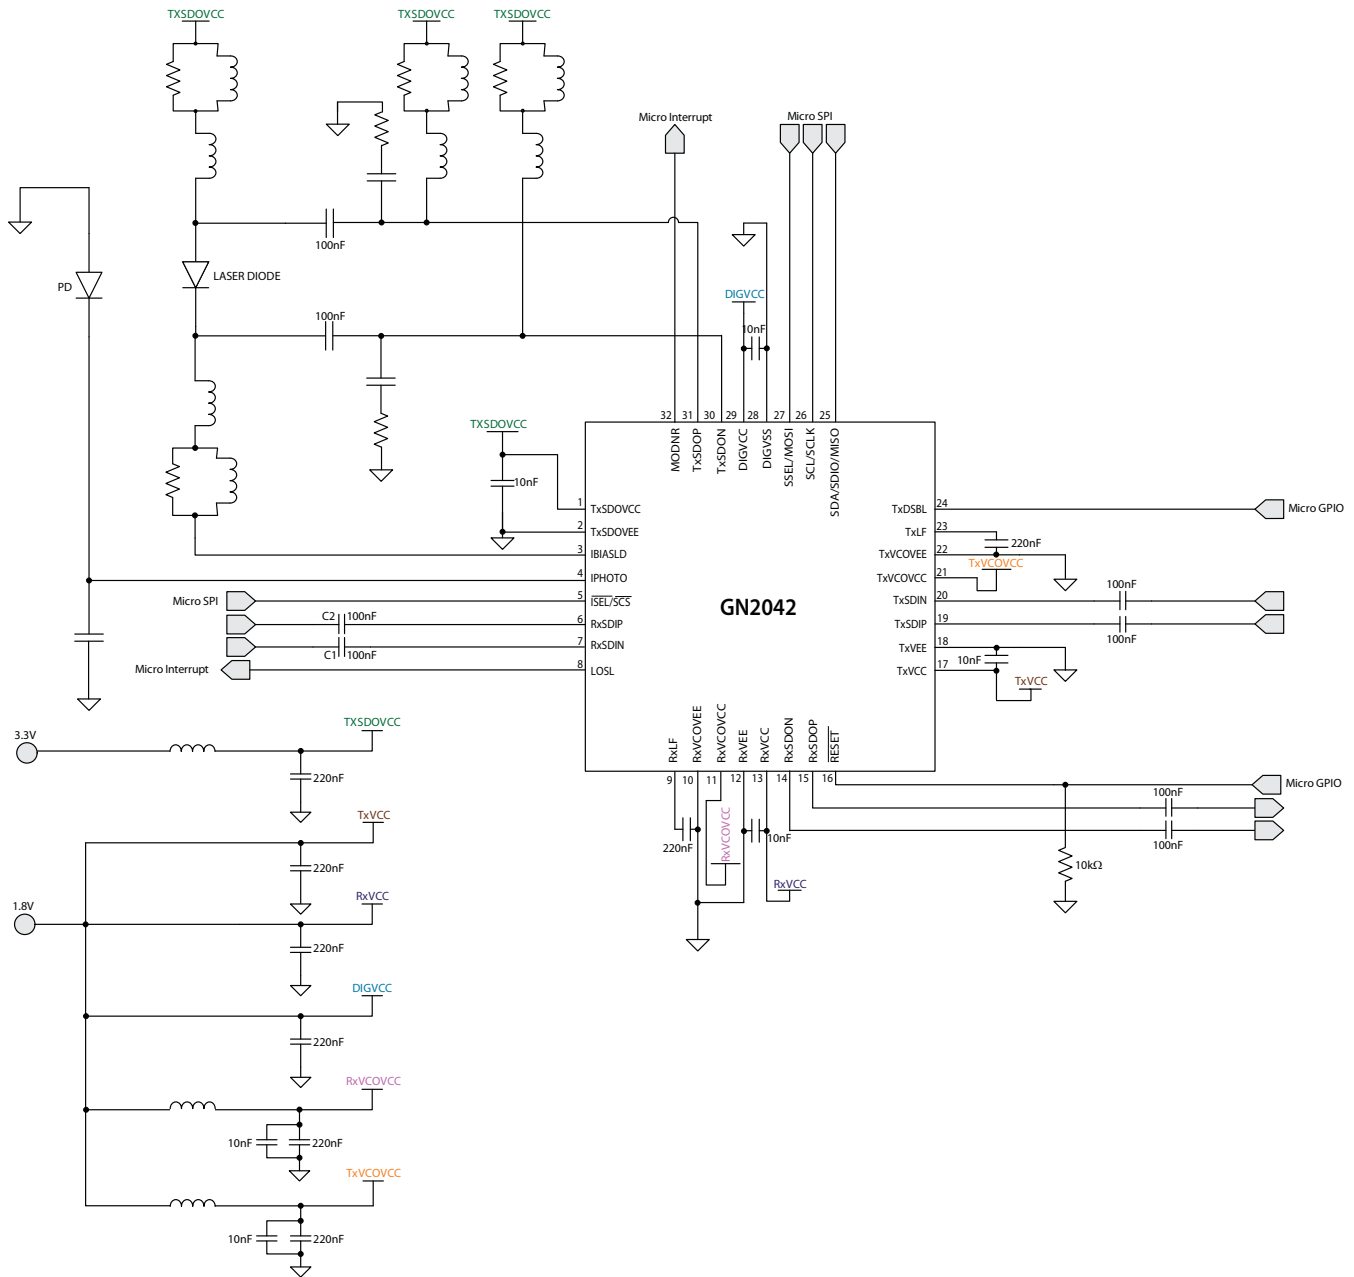 TXSDOVCC
TXSDOVCC
TXSDOVCC
Micro Interrupt
Micro SPI
100nF
PD
LASER DIODE
DIGVCC
100nF
10nF
TXSDOVCC
10nF
32
31
30
29
28
27
26
25
MODNR
TxSDOP
TxSDON
DIGVCC
DIGVSS
SSEL/MOSI
SCL/SCLK
SDA/SDIO/MISO
1
TxSDOVCC
2
TxSDOVEE
3
IBIASLD
4
IPHOTO
Micro SPI
5
ISEL/SCS
C2
100nF
6
RxSDIP
C1
100nF
7
RxSDIN
Micro Interrupt
8
LOSL
GN2042
TxDSBL
24
Micro GPIO
TxLF
23
220nF
TxVCOVEE
22
TxVCOVCC
TxVCOVCC
21
100nF
TxSDIN
20
TxSDIP
19
100nF
TxVEE
18
10nF
TxVCC
17
TxVCC
RxLF
RxVCOVEE
RxVCOVCC
RxVEE
RxVCC
RxSDON
RxSDOP
RESET
9
10
11
12
13
14
15
16
Micro GPIO
100nF
100nF
220nF
RxVCOVCC
10nF
RxVCC
10kΩ
3.3V
TXSDOVCC
220nF
TxVCC
220nF
1.8V
RxVCC
220nF
DIGVCC
220nF
RxVCOVCC
10nF
220nF
TxVCOVCC
10nF
220nF